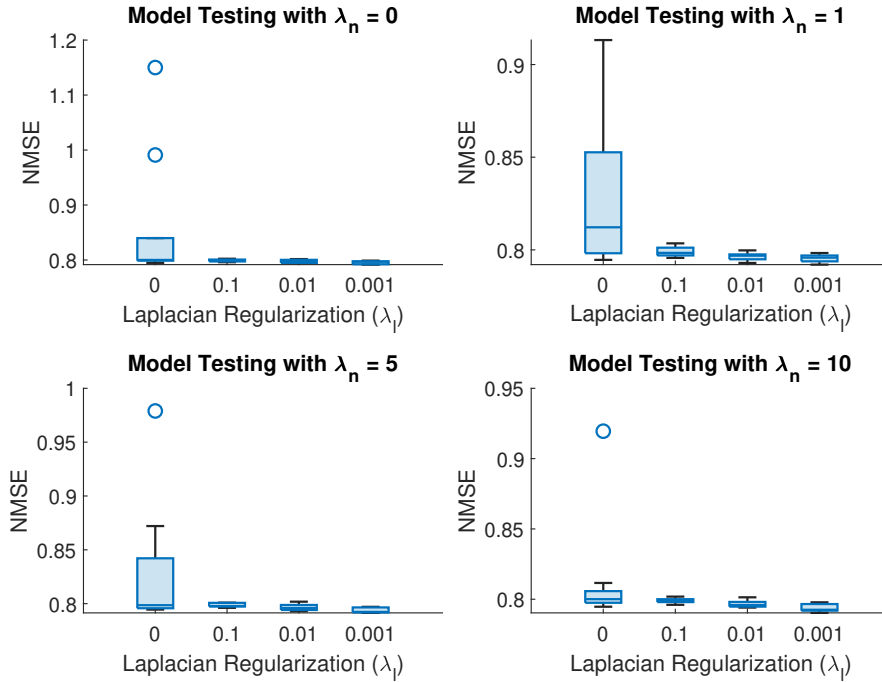 Model Testing with λn = 0
1.2
1.1
1
0.9
0.8
NMSE
0 0.1 0.01 0.001
Laplacian Regularization (λl)
Model Testing with λn = 1
0.9
0.85
0.8
NMSE
0 0.1 0.01 0.001
Laplacian Regularization (λl)
Model Testing with λn = 5
1
0.95
0.9
0.85
0.8
NMSE
0 0.1 0.01 0.001
Laplacian Regularization (λl)
Model Testing with λn = 10
0.95
0.9
0.85
0.8
NMSE
0 0.1 0.01 0.001
Laplacian Regularization (λl)